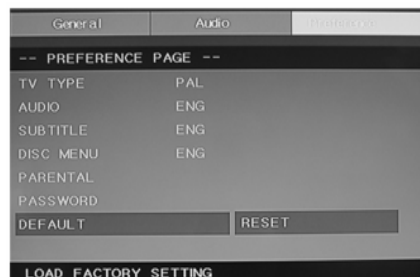 General Audio
-- PREFERENCE PAGE --
TV TYPE PAL
AUDIO ENG
SUBTITLE ENG
DISC MENU ENG
PARENTAL
PASSWORD
DEFAULT RESET
LOAD FACTORY SETTING